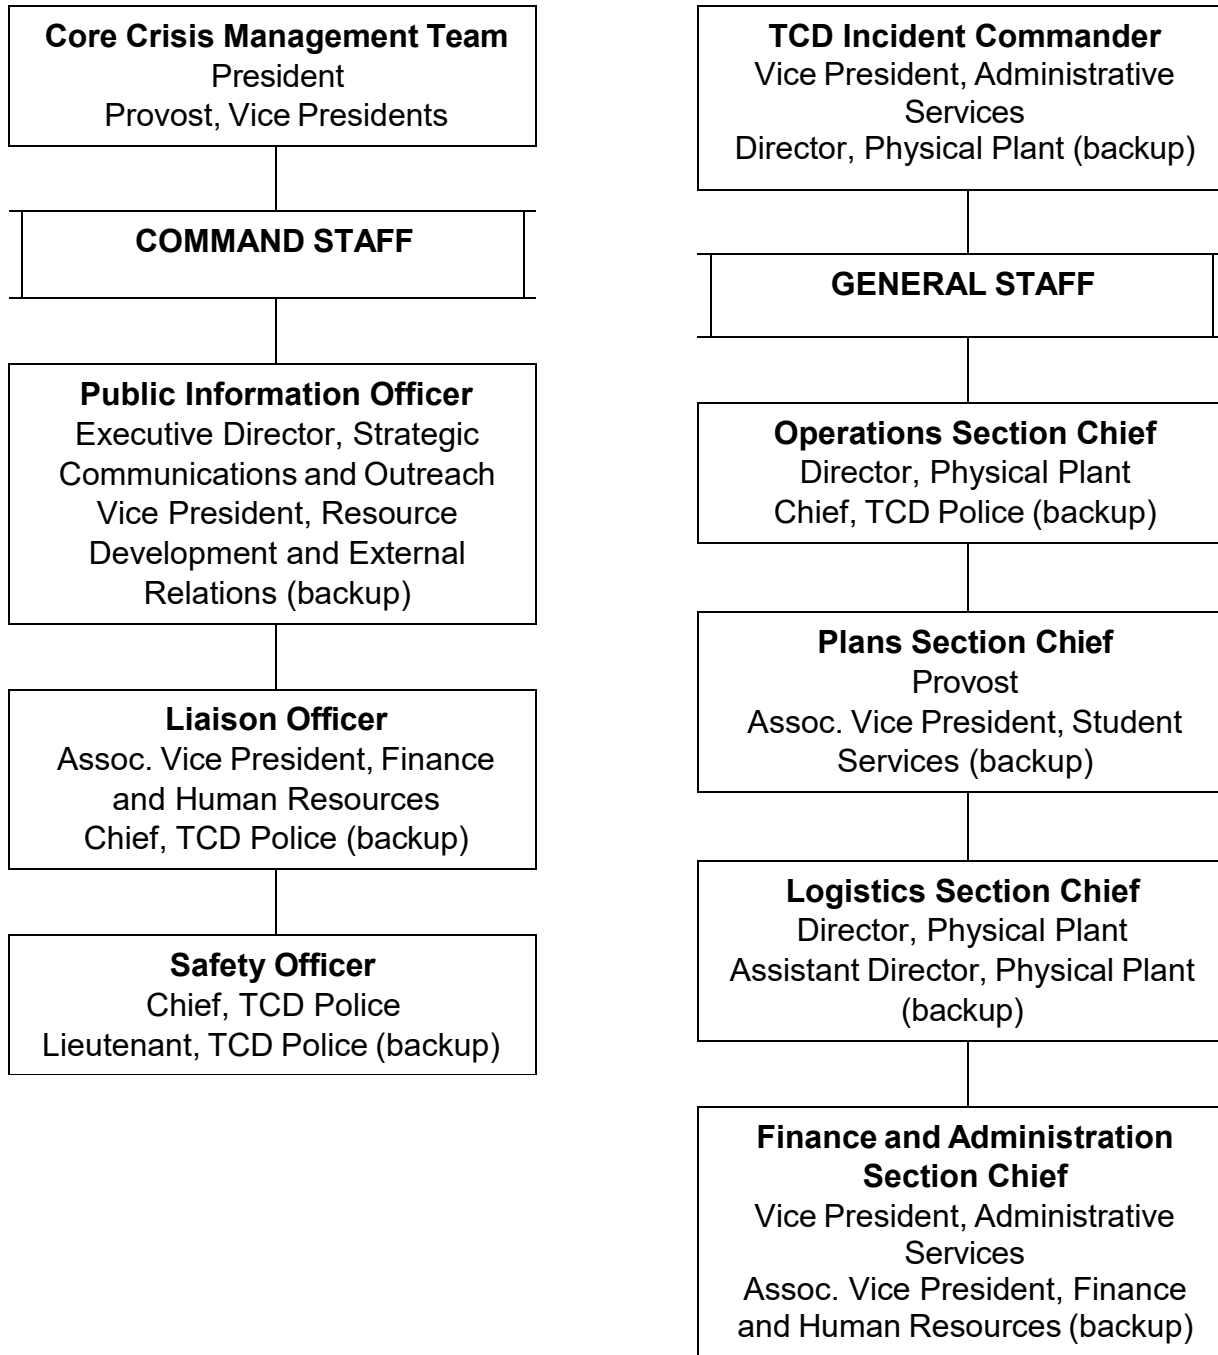 Core Crisis Management Team
President
Provost, Vice Presidents
COMMAND STAFF
Public Information Officer
Executive Director, Strategic
Communications and Outreach
Vice President, Resource
Development and External
Relations (backup)
Liaison Officer
Assoc. Vice President, Finance
and Human Resources
Chief, TCD Police (backup)
Safety Officer
Chief, TCD Police
Lieutenant, TCD Police (backup)
TCD Incident Commander
Vice President, Administrative
Services
Director, Physical Plant (backup)
GENERAL STAFF
Operations Section Chief
Director, Physical Plant
Chief, TCD Police (backup)
Plans Section Chief
Provost
Assoc. Vice President, Student
Services (backup)
Logistics Section Chief
Director, Physical Plant
Assistant Director, Physical Plant
(backup)
Finance and Administration
Section Chief
Vice President, Administrative
Services
Assoc. Vice President, Finance
and Human Resources (backup)